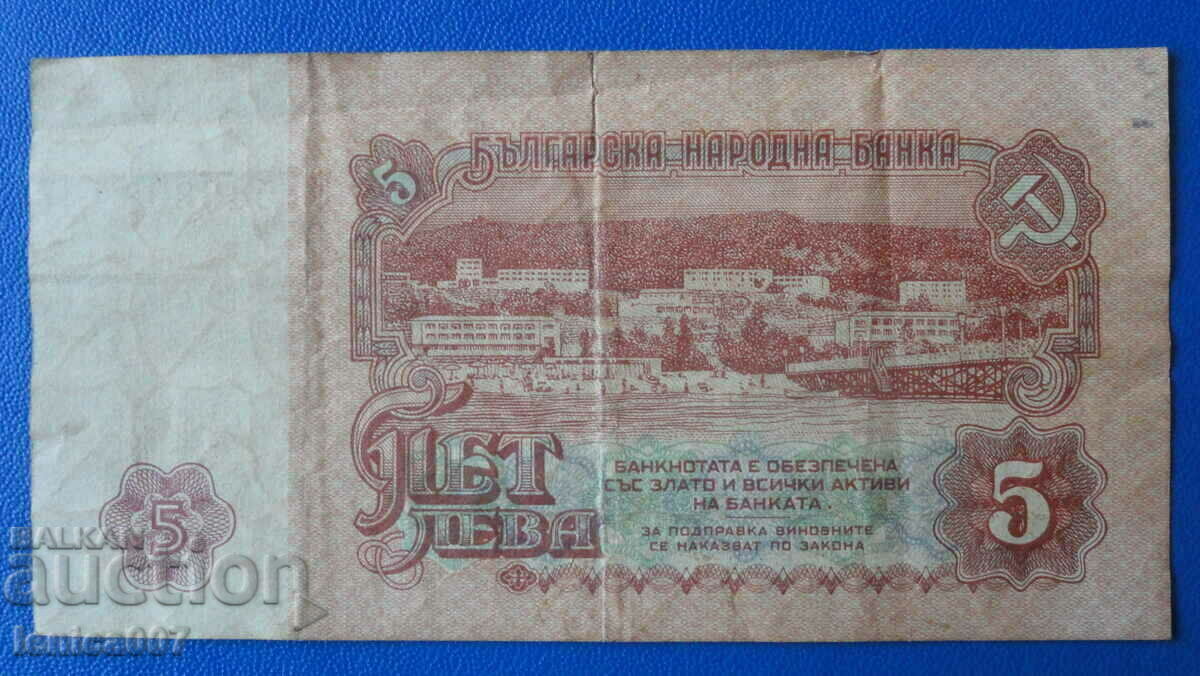 БЪЛГАРСКА НАРОДНА БАНКА
5
ПЕТ
ЛЕВА
БАНКНОТАТА Е ОБЕЗПЕЧЕНА
СЪС ЗЛАТО И ВСИЧКИ АКТИВИ
НА БАНКАТА.
ЗА ПОДПРАВКА ВИНОВНИТЕ
СЕ НАКАЗВАТ ПО ЗАКОНА
5
5
BALKAN
auction
lenica007